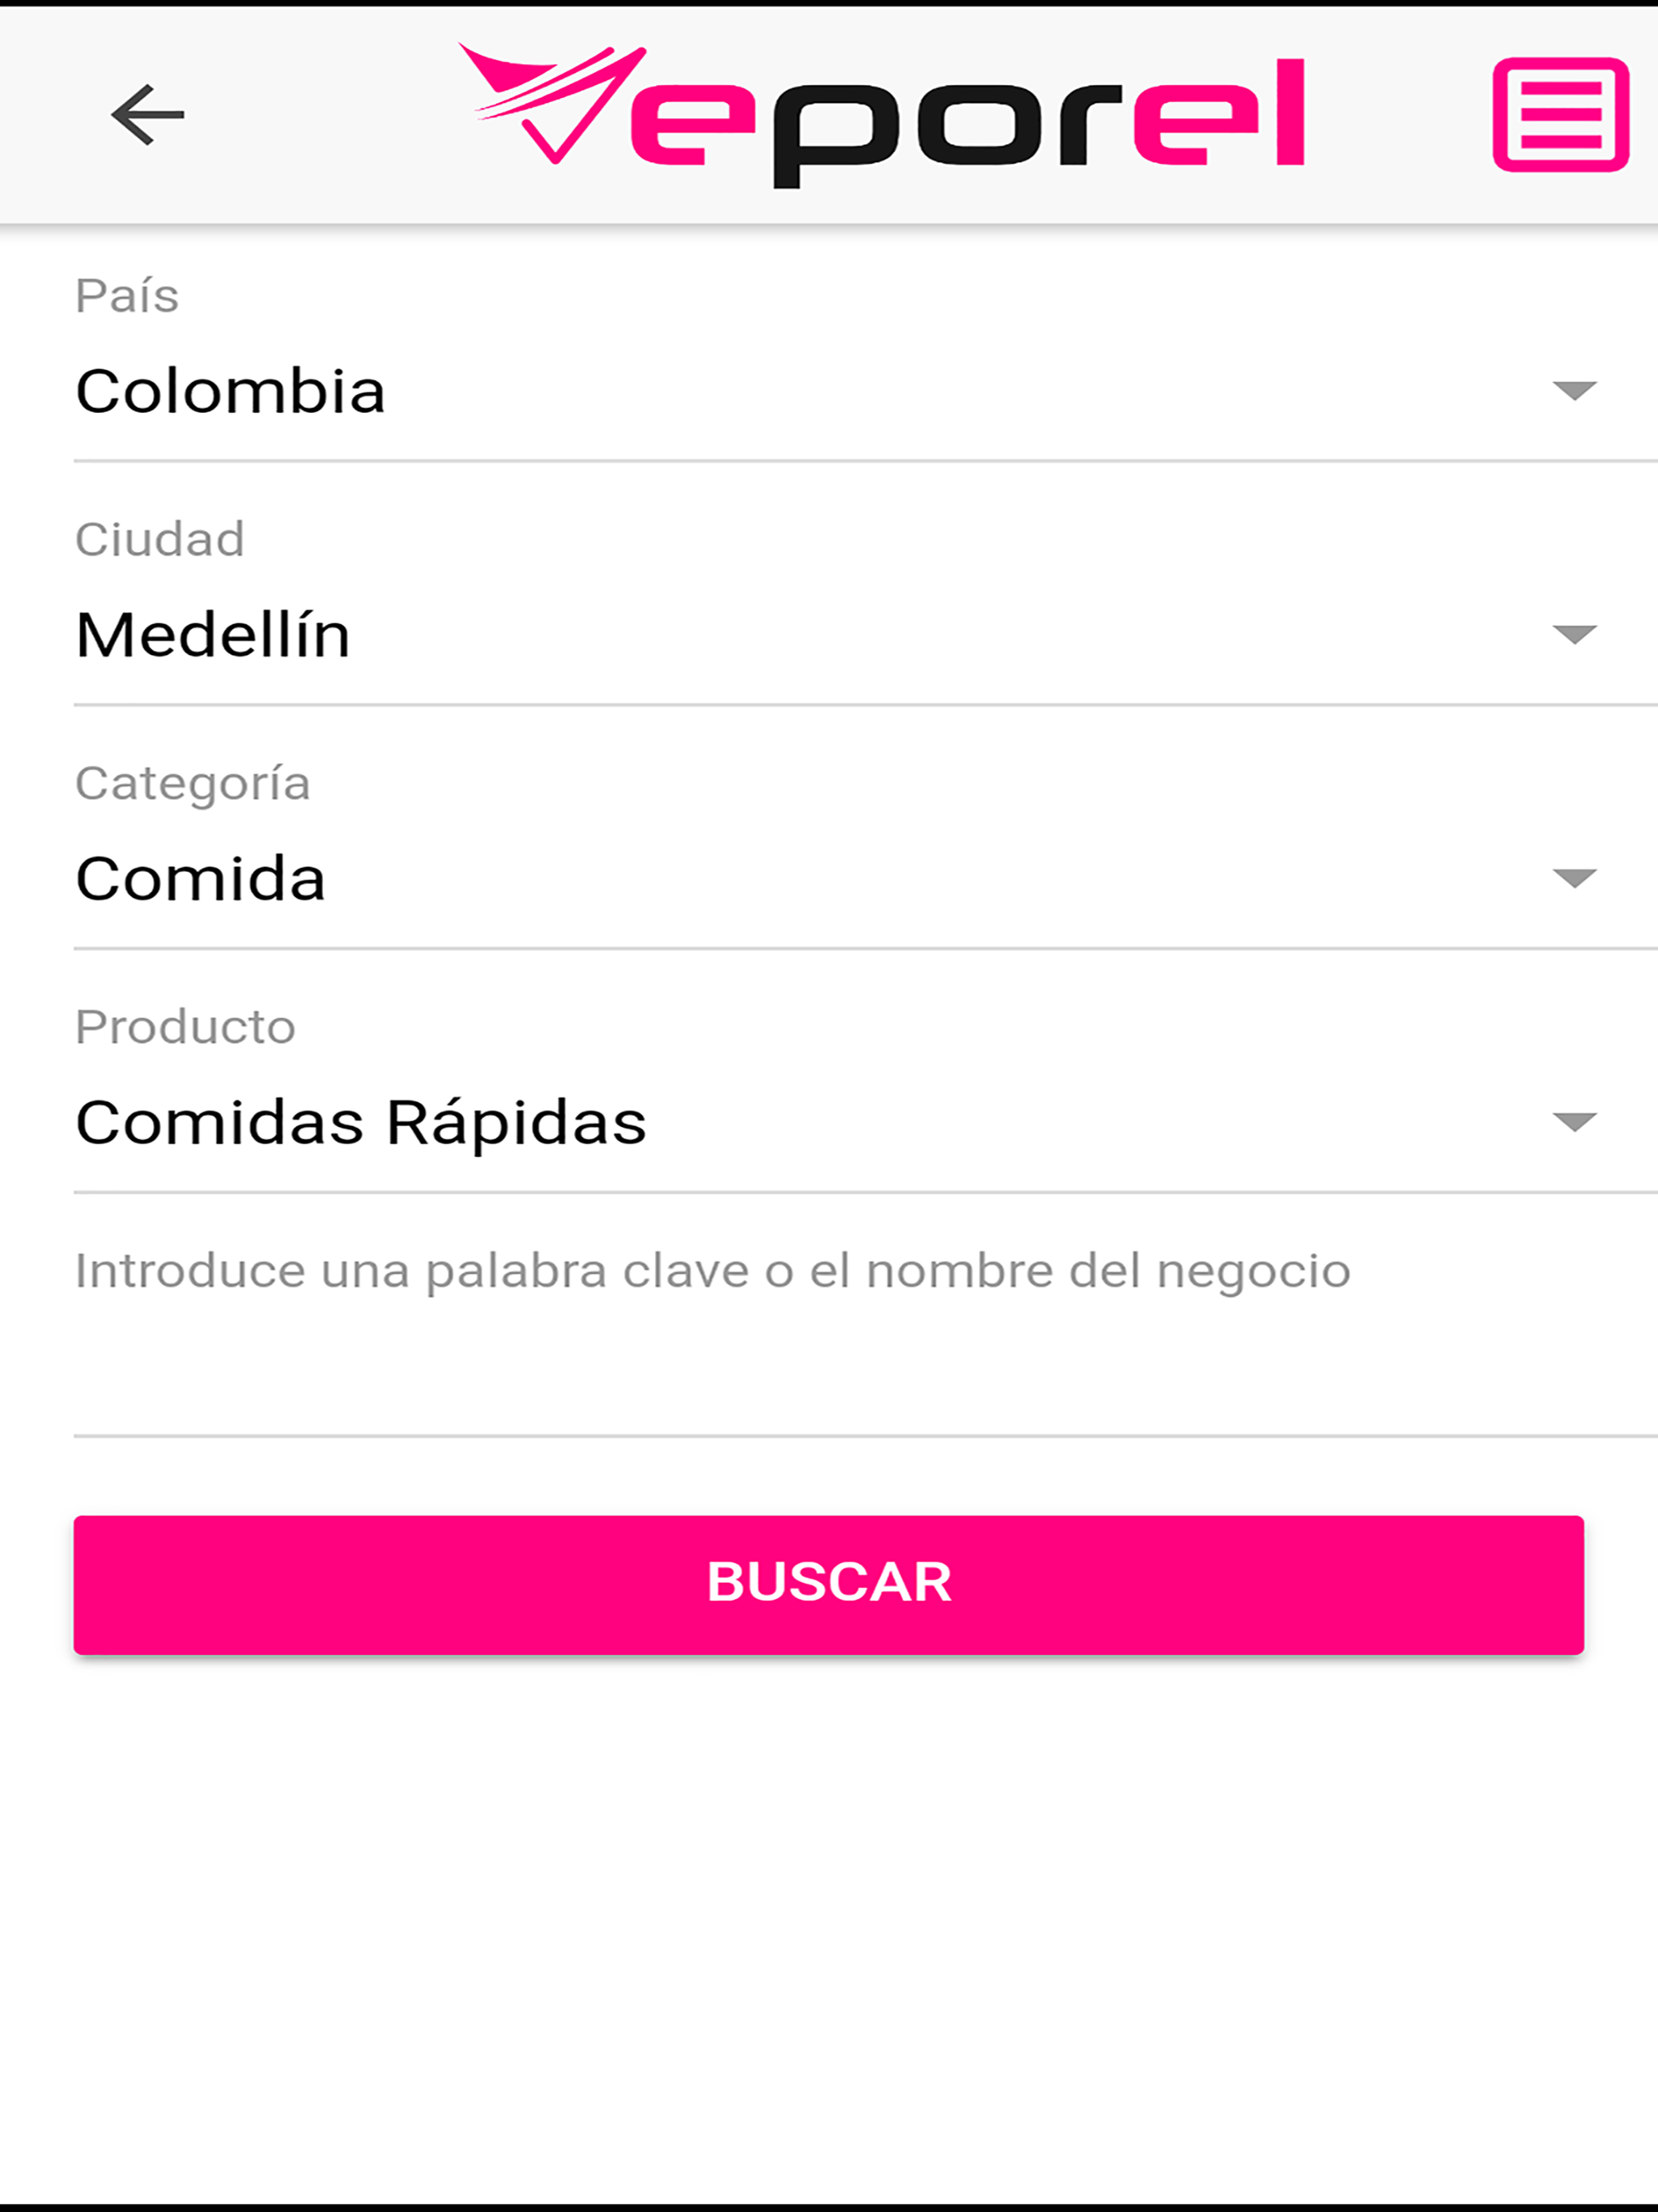 veporel
País
Colombia
Ciudad
Medellín
Categoría
Comida
Producto
Comidas Rápidas
Introduce una palabra clave o el nombre del negocio
BUSCAR